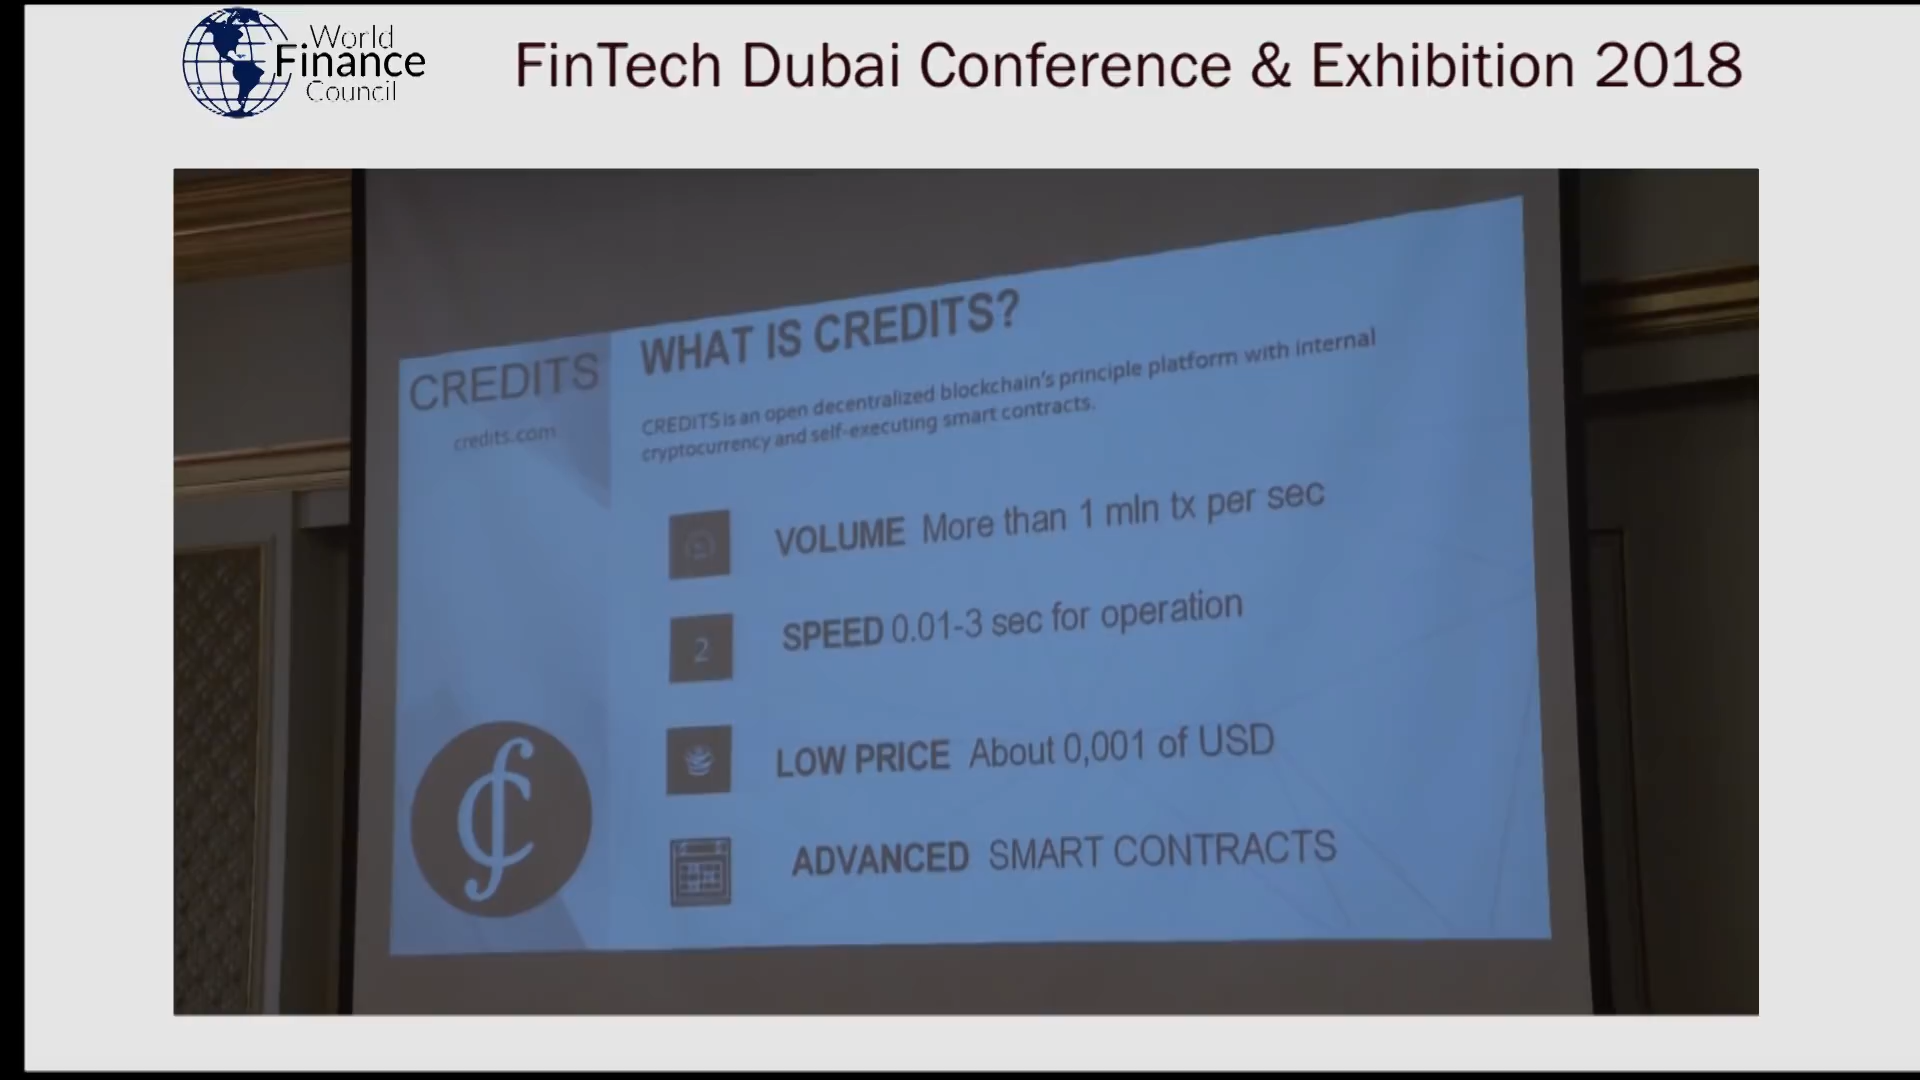 World
Finance
Council
FinTech Dubai Conference & Exhibition 2018
CREDITS
credits.com
WHAT IS CREDITS?
CREDITS is an open decentralized blockchain's principle platform with internal
cryptocurrency and self-executing smart contracts.
VOLUME More than 1 mln tx per sec
2
SPEED 0.01-3 sec for operation
LOW PRICE About 0,001 of USD
ADVANCED SMART CONTRACTS